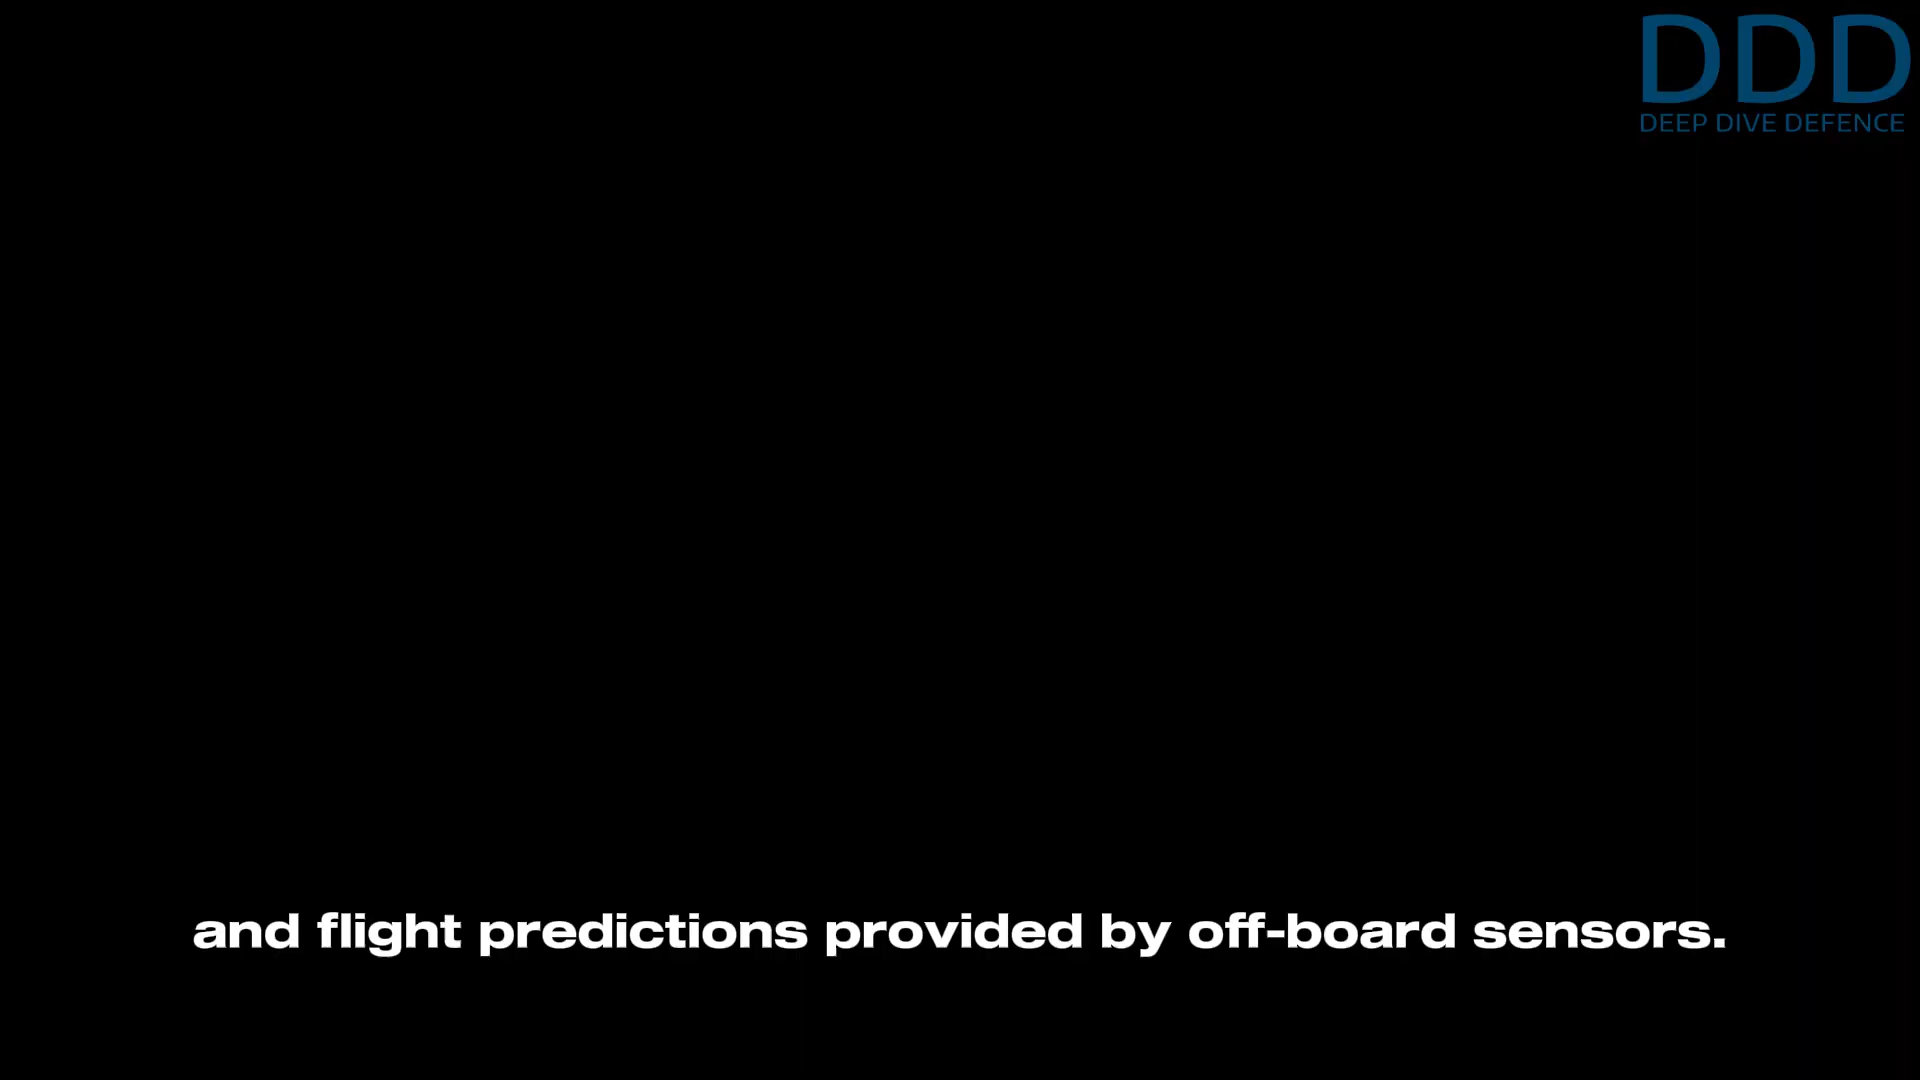 DDD
DEEP DIVE DEFENCE
and flight predictions provided by off-board sensors.